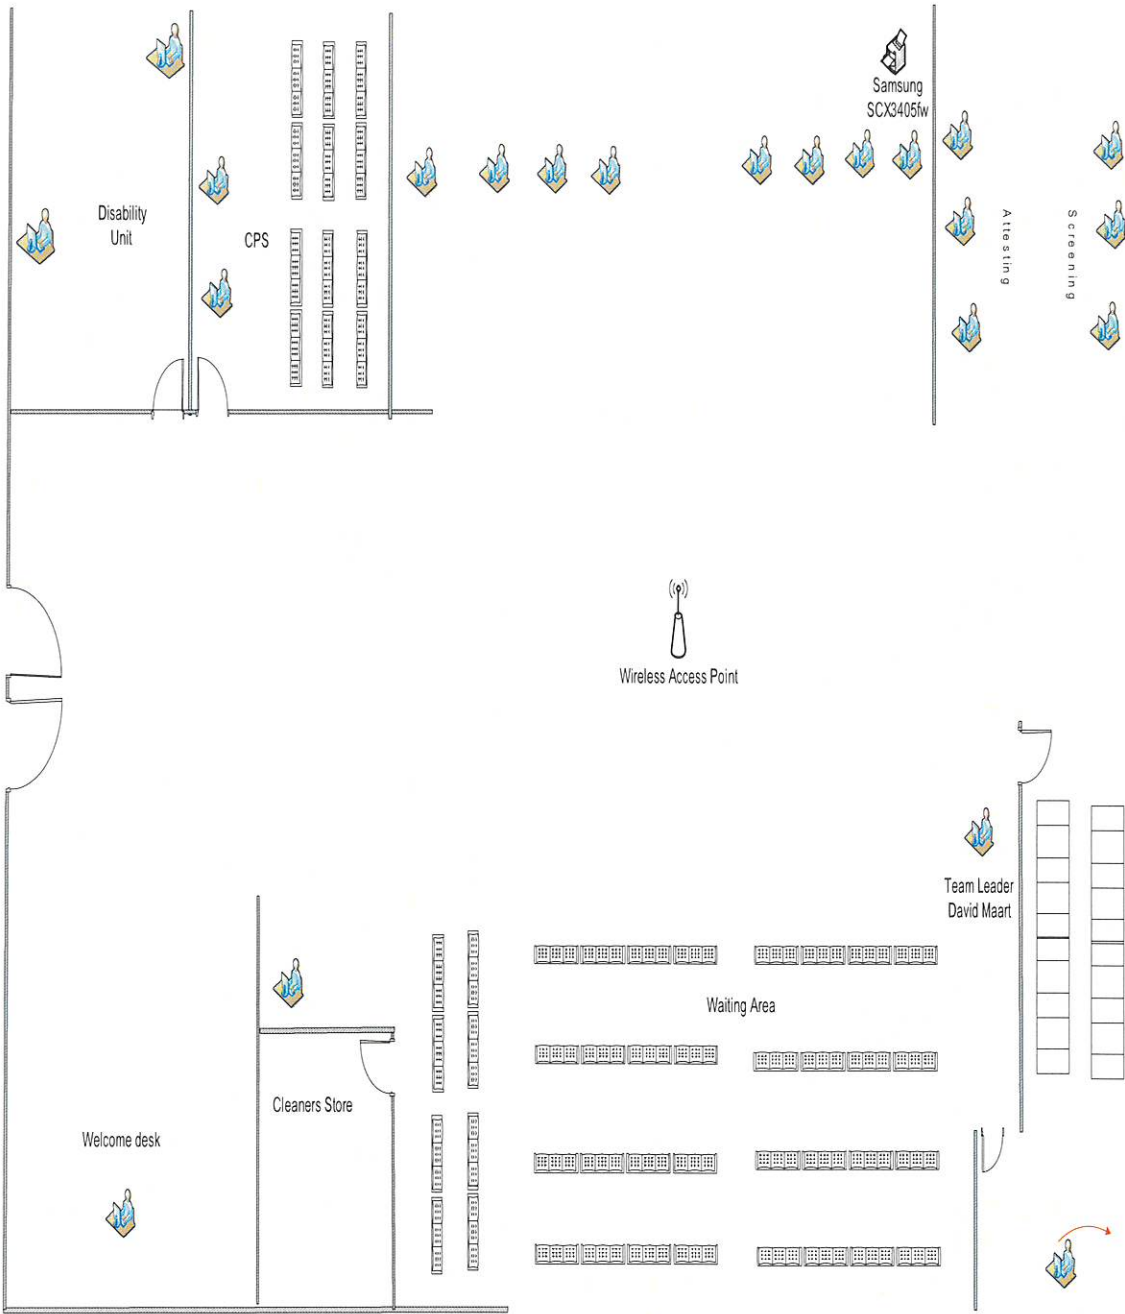 Samsung
SCX3405fw
Disability
Unit
CPS
Attesting
Screening
Wireless Access Point
Team Leader
David Maart
Waiting Area
Cleaners Store
Welcome desk